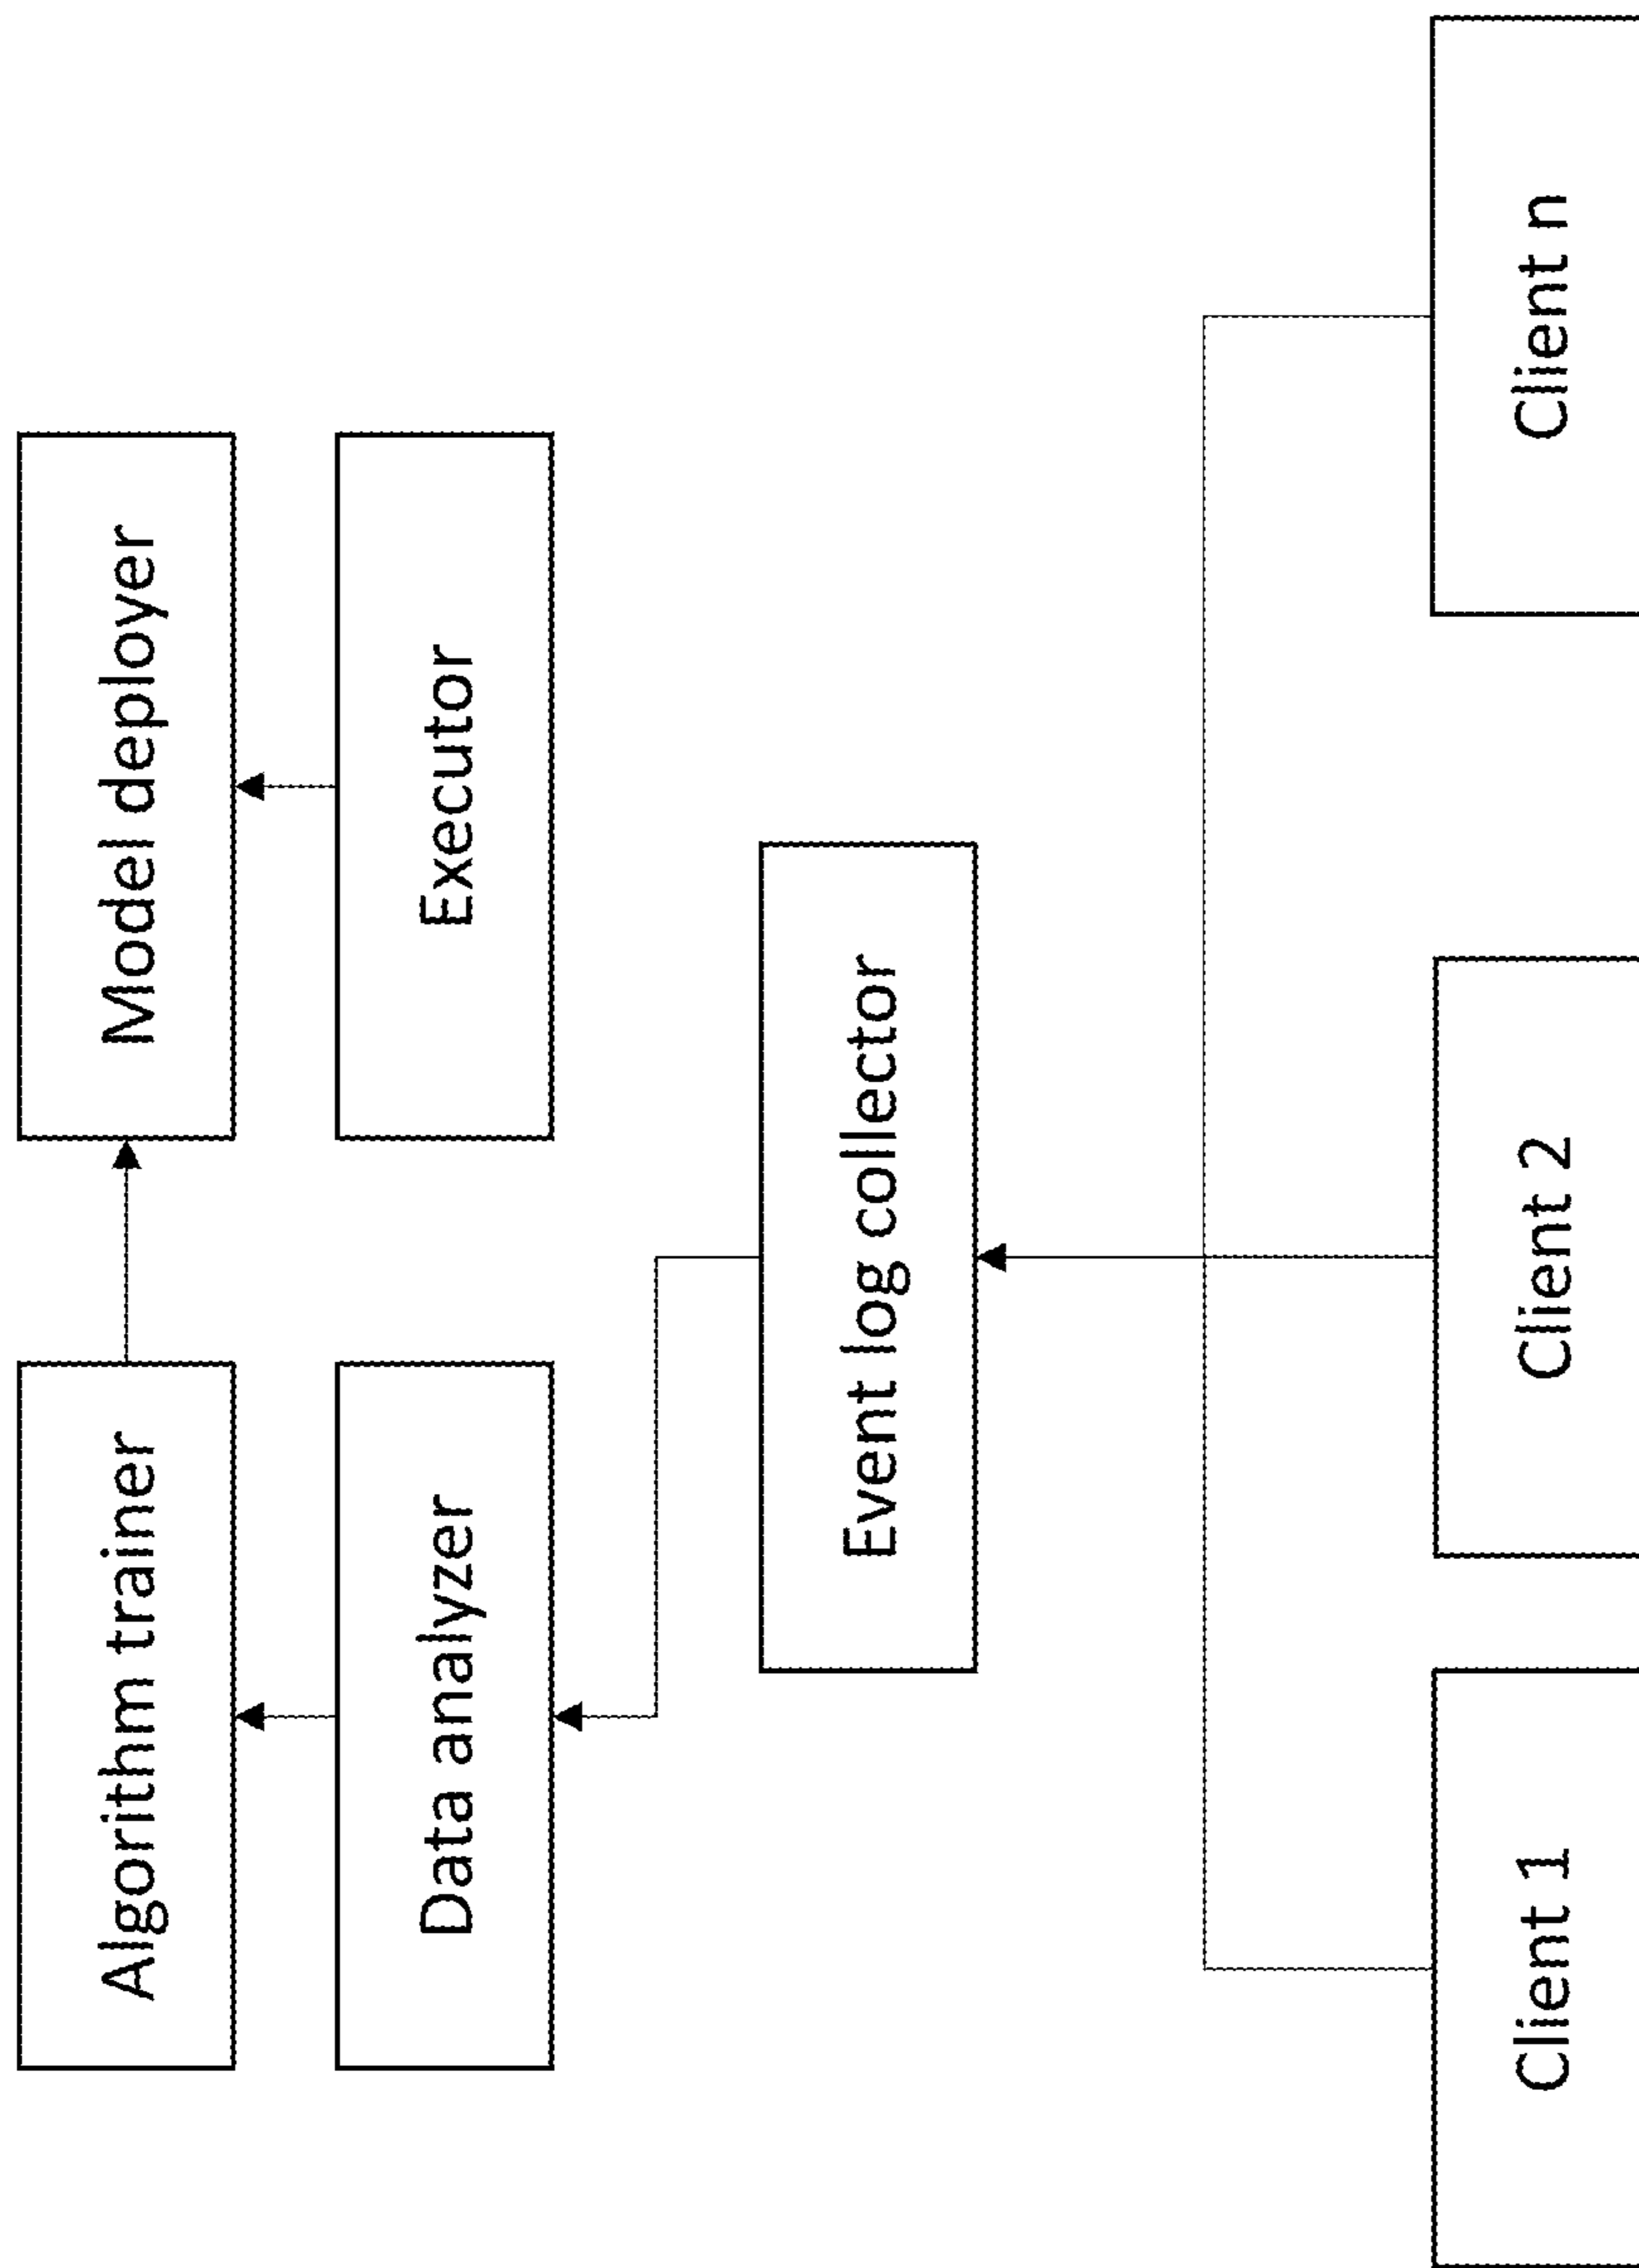 Algorithm trainer
Model deployer
Data analyzer
Executor
Event log collector
Client 1
Client 2
Client n